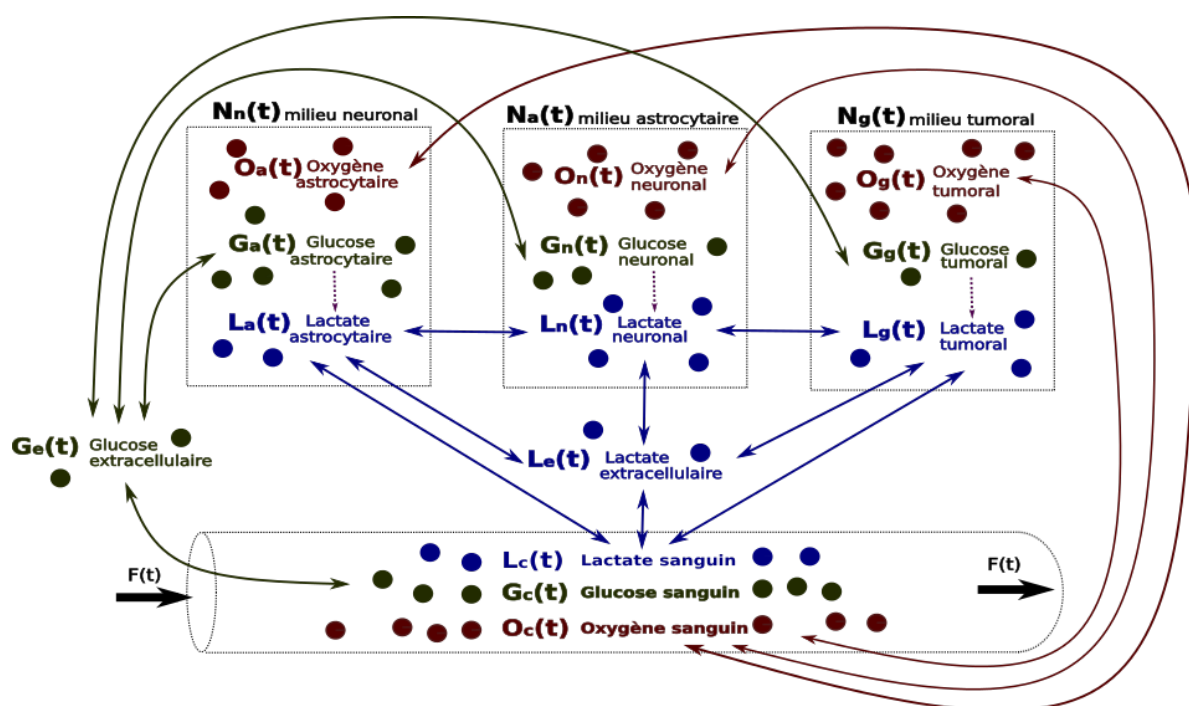 Nn(t) milieu neuronal
Oa(t) Oxygène
astrocytaire
Ga(t) Glucose
astrocytaire
La(t) Lactate
astrocytaire
Na(t) milieu astrocytaire
On(t) Oxygène
neuronal
Gn(t) Glucose
neuronal
Ln(t) Lactate
neuronal
Ng(t) milieu tumoral
Og(t) Oxygène
tumoral
Gg(t) Glucose
tumoral
Lg(t) Lactate
tumoral
Ge(t) Glucose
extracellulaire
Le(t) Lactate
extracellulaire
F(t)
Lc(t) Lactate sanguin
Gc(t) Glucose sanguin
Oc(t) Oxygène sanguin
F(t)